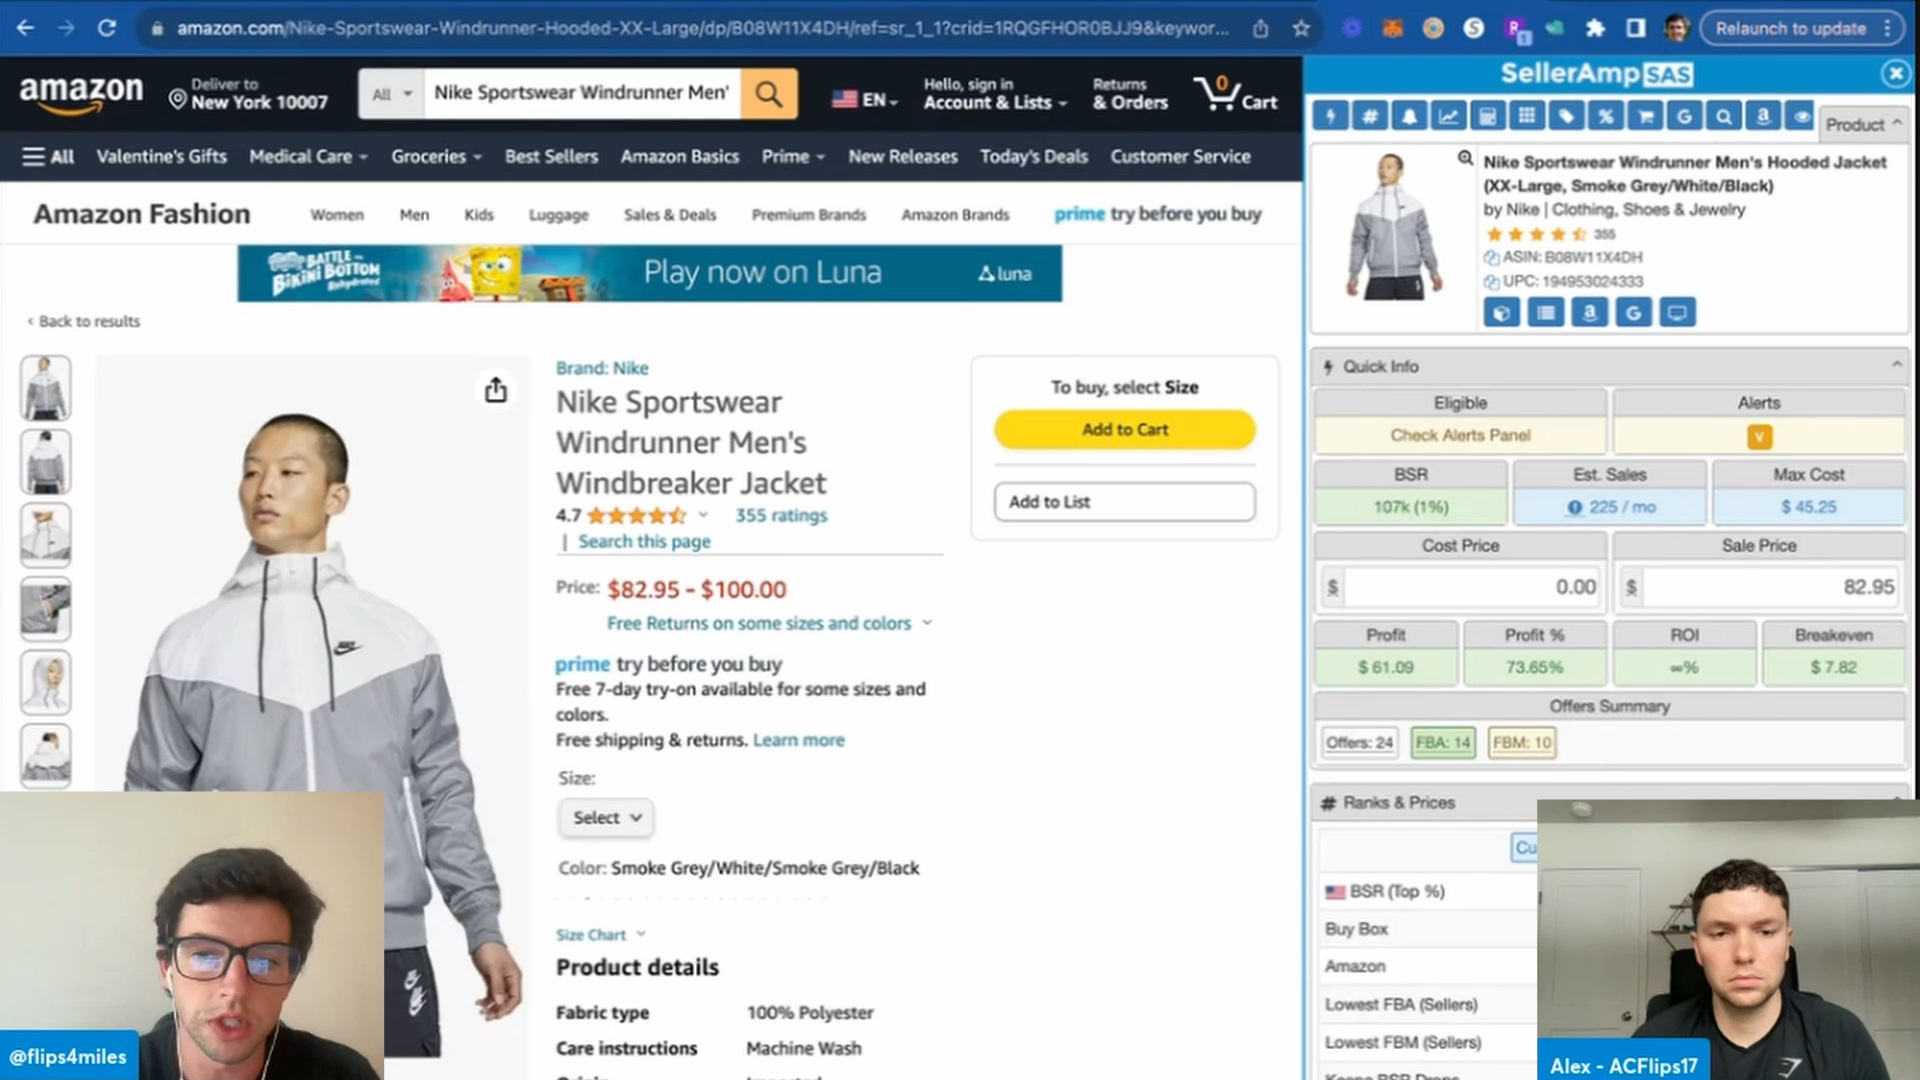 amazon.com/Nike-Sportswear-Windrunner-Hooded-XX-Large/dp/B08W11X4DH/ref=sr_1_1?crid=1RQGFHOR0BJJ9&keywor...
Relaunch to update
amazon
Deliver to
New York 10007
All
Nike Sportswear Windrunner Men'
EN
Hello, sign in
Account & Lists
Returns
& Orders
0
Cart
All
Valentine's Gifts
Medical Care
Groceries
Best Sellers
Amazon Basics
Prime
New Releases
Today's Deals
Customer Service
Amazon Fashion
Women
Men
Kids
Luggage
Sales & Deals
Premium Brands
Amazon Brands
prime try before you buy
BATTLE FOR
BIKINI BOTTOM
Rehydrated
Play now on Luna
luna
‹ Back to results
Brand: Nike
Nike Sportswear
Windrunner Men's
Windbreaker Jacket
4.7
355 ratings
| Search this page
Price: $82.95 - $100.00
Free Returns on some sizes and colors
prime try before you buy
Free 7-day try-on available for some sizes and
colors.
Free shipping & returns. Learn more
Size:
Select
Color: Smoke Grey/White/Smoke Grey/Black
Size Chart
Product details
Fabric type 100% Polyester
Care instructions Machine Wash
To buy, select Size
Add to Cart
Add to List
SellerAmp SAS
Product
Nike Sportswear Windrunner Men's Hooded Jacket
(XX-Large, Smoke Grey/White/Black)
by Nike | Clothing, Shoes & Jewelry
355
ASIN: B08W11X4DH
UPC: 194953024333
Quick Info
Eligible
Alerts
Check Alerts Panel
V
BSR
Est. Sales
Max Cost
107k (1%)
225 / mo
$ 45.25
Cost Price
Sale Price
$ 0.00
$ 82.95
Profit
Profit %
ROI
Breakeven
$ 61.09
73.65%
∞%
$ 7.82
Offers Summary
Offers: 24
FBA: 14
FBM: 10
# Ranks & Prices
Cu
BSR (Top %)
Buy Box
Amazon
Lowest FBA (Sellers)
Lowest FBM (Sellers)
@flips4miles
Alex - ACFlips17